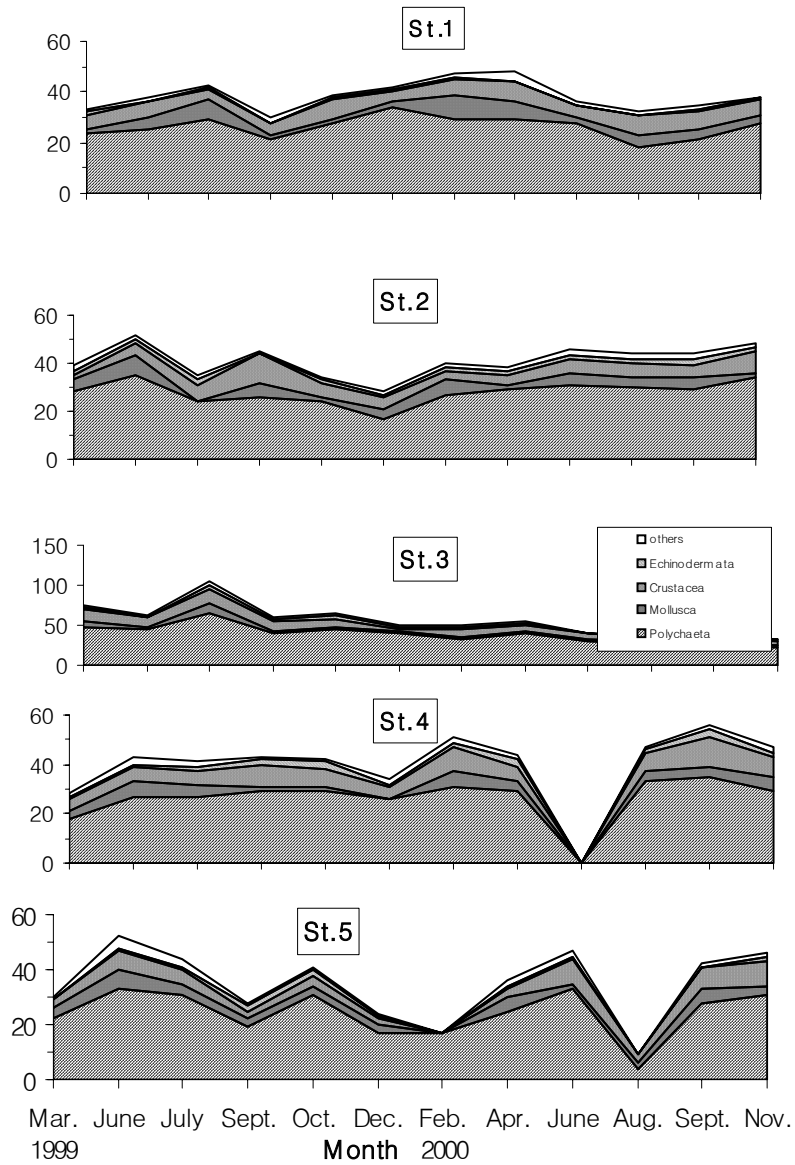 St.1
60
40
20
0
St.2
60
40
20
0
St.3
150
100
50
0
others
Echinodermata
Crustacea
Mollusca
Polychaeta
St.4
60
40
20
0
St.5
60
40
20
0
Mar. June July Sept. Oct. Dec. Feb. Apr. June Aug. Sept. Nov.
1999 Month 2000